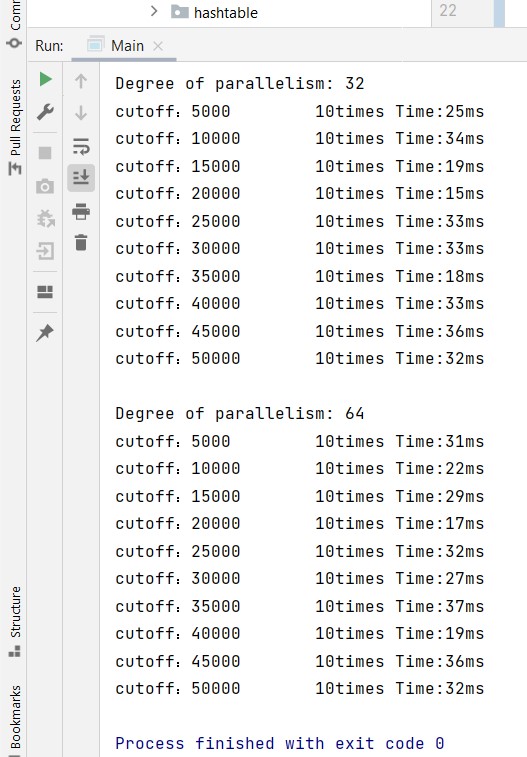 hashtable
22
Comm
Pull Requests
Structure
Bookmarks
Run: Main
Degree of parallelism: 32
cutoff：5000 10times Time:25ms
cutoff：10000 10times Time:34ms
cutoff：15000 10times Time:19ms
cutoff：20000 10times Time:15ms
cutoff：25000 10times Time:33ms
cutoff：30000 10times Time:33ms
cutoff：35000 10times Time:18ms
cutoff：40000 10times Time:33ms
cutoff：45000 10times Time:36ms
cutoff：50000 10times Time:32ms
Degree of parallelism: 64
cutoff：5000 10times Time:31ms
cutoff：10000 10times Time:22ms
cutoff：15000 10times Time:29ms
cutoff：20000 10times Time:17ms
cutoff：25000 10times Time:32ms
cutoff：30000 10times Time:27ms
cutoff：35000 10times Time:37ms
cutoff：40000 10times Time:19ms
cutoff：45000 10times Time:36ms
cutoff：50000 10times Time:32ms
Process finished with exit code 0